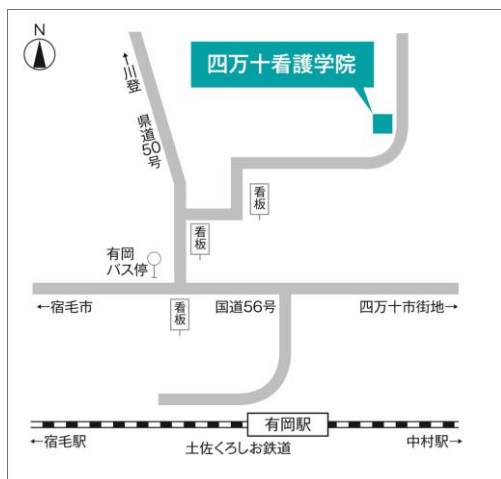 N
四万十看護学院
←川登
県道50号
看板
看板
有岡
バス停
←宿毛市
看板
国道56号
四万十市街地→
有岡駅
←宿毛駅
土佐くろしお鉄道
中村駅→